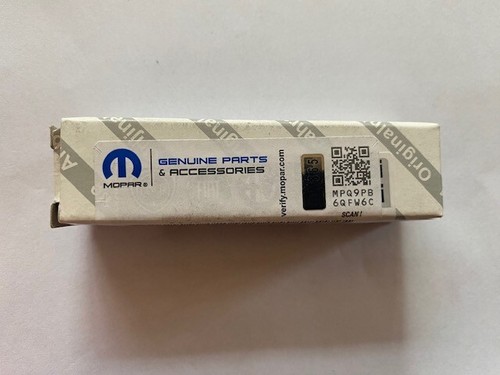 MOPAR®
GENUINE PARTS
& ACCESSORIES
verify.mopar.com
MPQ9PB
6QFW6C
SCAN!
Original